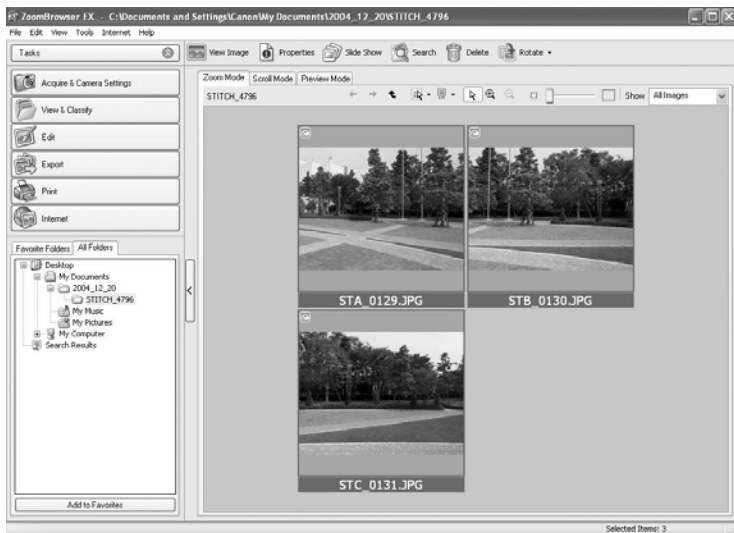 ZoomBrowser EX - C:\Documents and Settings\Canon\My Documents\2004_12_20\STITCH_4796
File Edit View Tools Internet Help
Tasks
View Image Properties Slide Show Search Delete Rotate
Acquire & Camera Settings
View & Classify
Edit
Export
Print
Internet
Zoom Mode Scroll Mode Preview Mode
STITCH_4796 Show All Images
STA_0129.JPG STB_0130.JPG
STC_0131.JPG
Favorite Folders All Folders
Desktop
My Documents
2004_12_20
STITCH_4796
My Music
My Pictures
My Computer
Search Results
Add to Favorites
Selected Items: 3